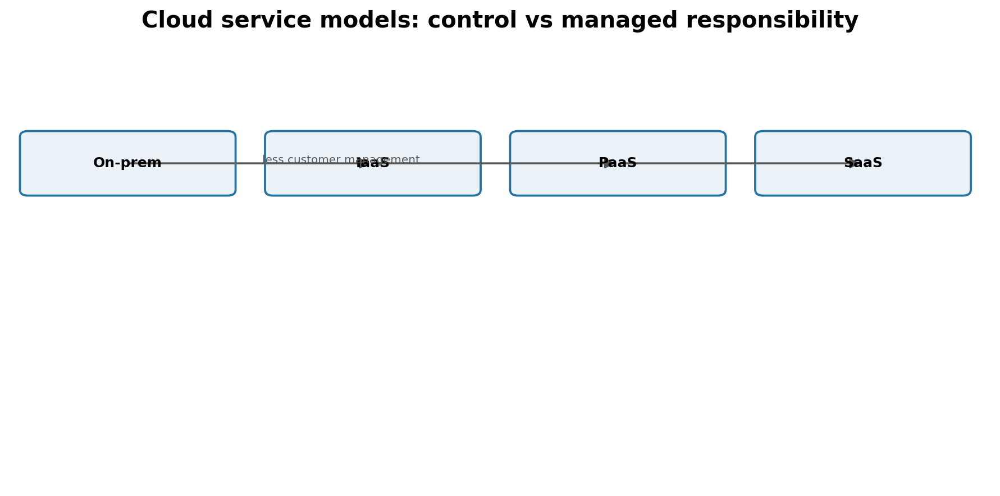 Cloud service models: control vs managed responsibility
On-prem
less customer management
IaaS
PaaS
SaaS